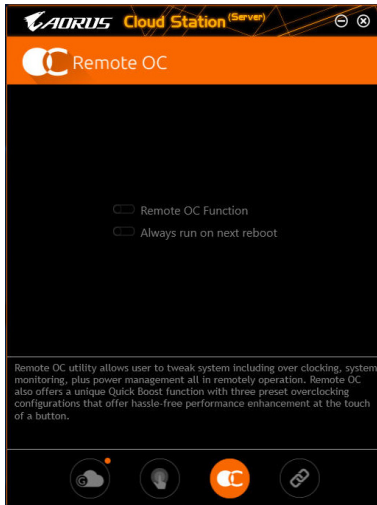 AORUS Cloud Station (Server)
Remote OC
Remote OC Function
Always run on next reboot
Remote OC utility allows user to tweak system including over clocking, system
monitoring, plus power management all in remotely operation. Remote OC
also offers a unique Quick Boost function with three preset overclocking
configurations that offer hassle-free performance enhancement at the touch
of a button.
G